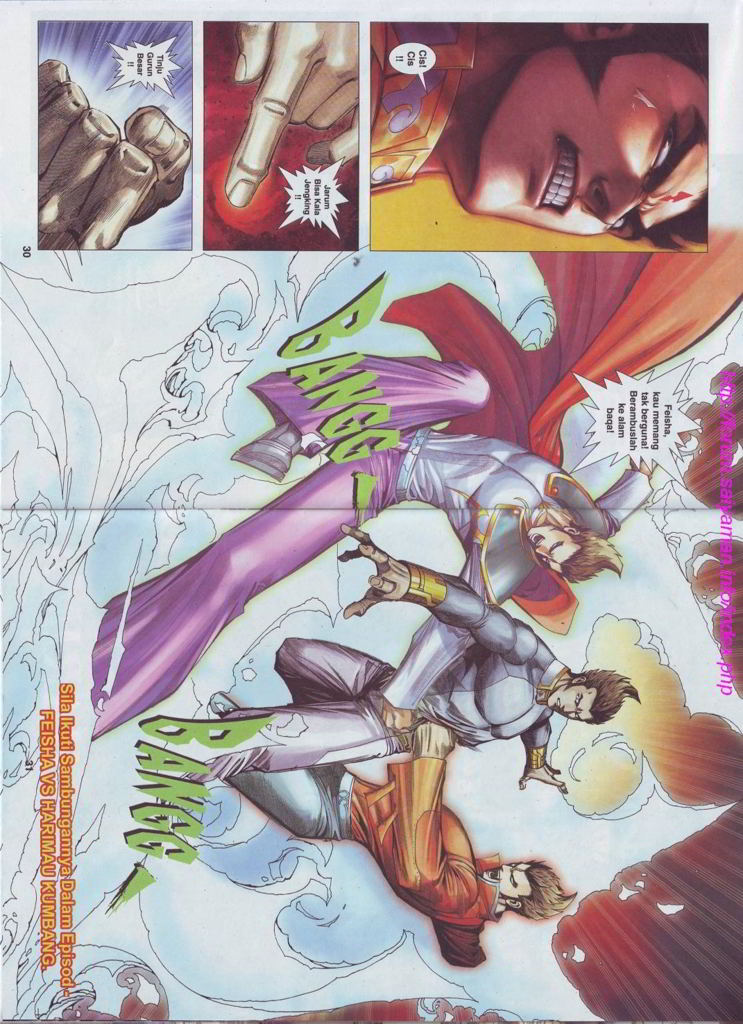 Cis!
Cis
!!
Jarum
Bisa Kala
Jengking
!!
Tinju
Gurun
Besar
!!
Feisha,
kau memang
tak berguna!
Berambuslah
ke alam
baqa!
BANGG-
BANGG-
Sila Ikuti Sambungannya Dalam Episod -
FEISHA VS HARIMAU KUMBANG.
30
31